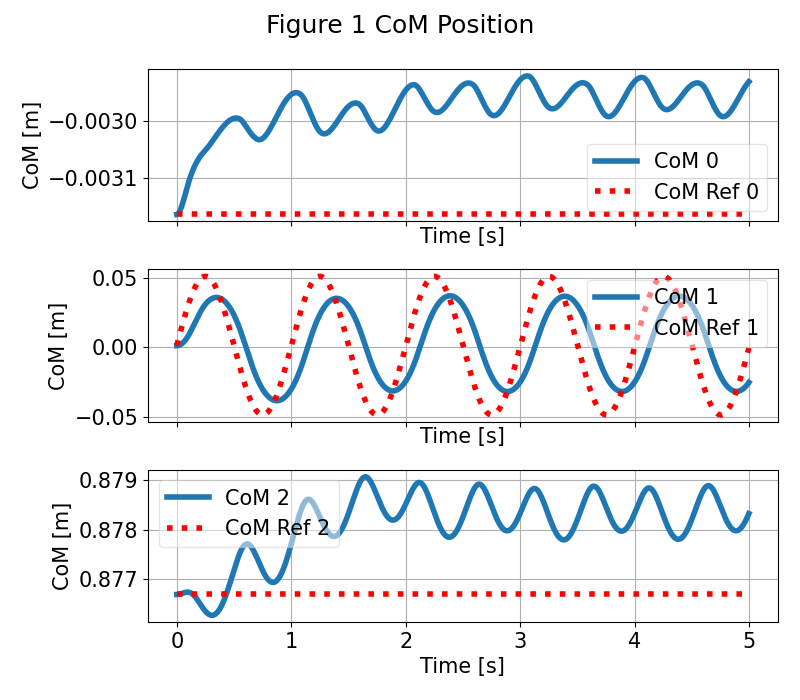 Figure 1 CoM Position
CoM [m]
−0.0030
−0.0031
CoM 0
CoM Ref 0
Time [s]
CoM [m]
0.05
0.00
−0.05
CoM 1
CoM Ref 1
Time [s]
CoM [m]
0.879
0.878
0.877
CoM 2
CoM Ref 2
0 1 2 3 4 5
Time [s]